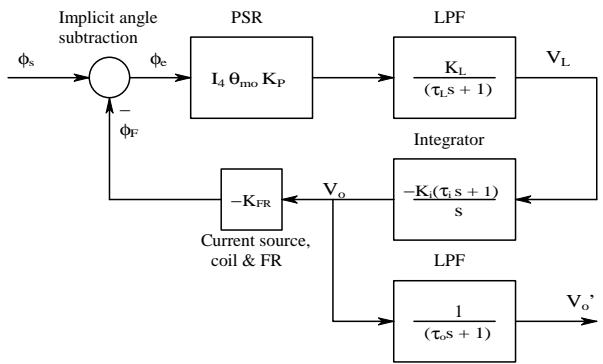 Implicit angle
subtraction
PSR
LPF
ϕs
ϕe
I4 θmo KP
KL
(τLs + 1)
VL
−
ϕF
Integrator
−KFR
Vo
−Ki(τi s + 1)
s
Current source,
coil & FR
LPF
1
(τos + 1)
Vo'